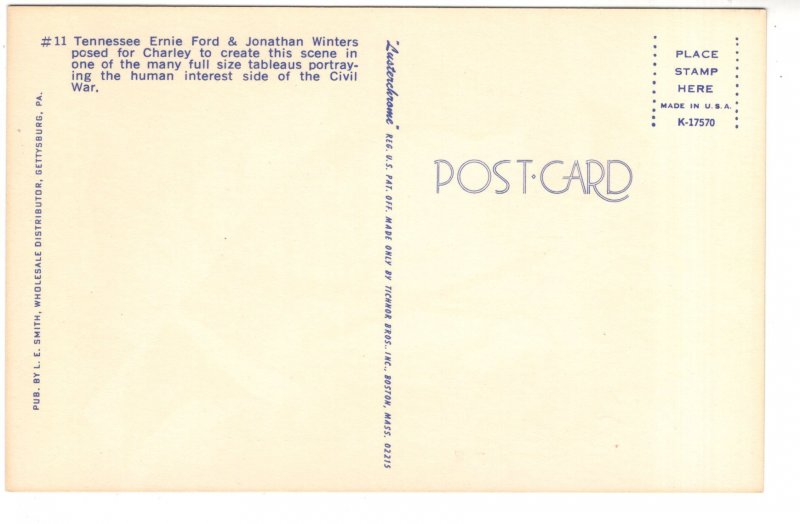 #11 Tennessee Ernie Ford & Jonathan Winters
posed for Charley to create this scene in
one of the many full size tableaus portray-
ing the human interest side of the Civil
War.
PUB. BY L. E. SMITH, WHOLESALE DISTRIBUTOR, GETTYSBURG, PA.
"Lusterchrome" REG. U.S. PAT. OFF. MADE ONLY BY TICHNOR BROS., INC., BOSTON, MASS. 02215
POST·CARD
PLACE
STAMP
HERE
MADE IN U.S.A.
K-17570